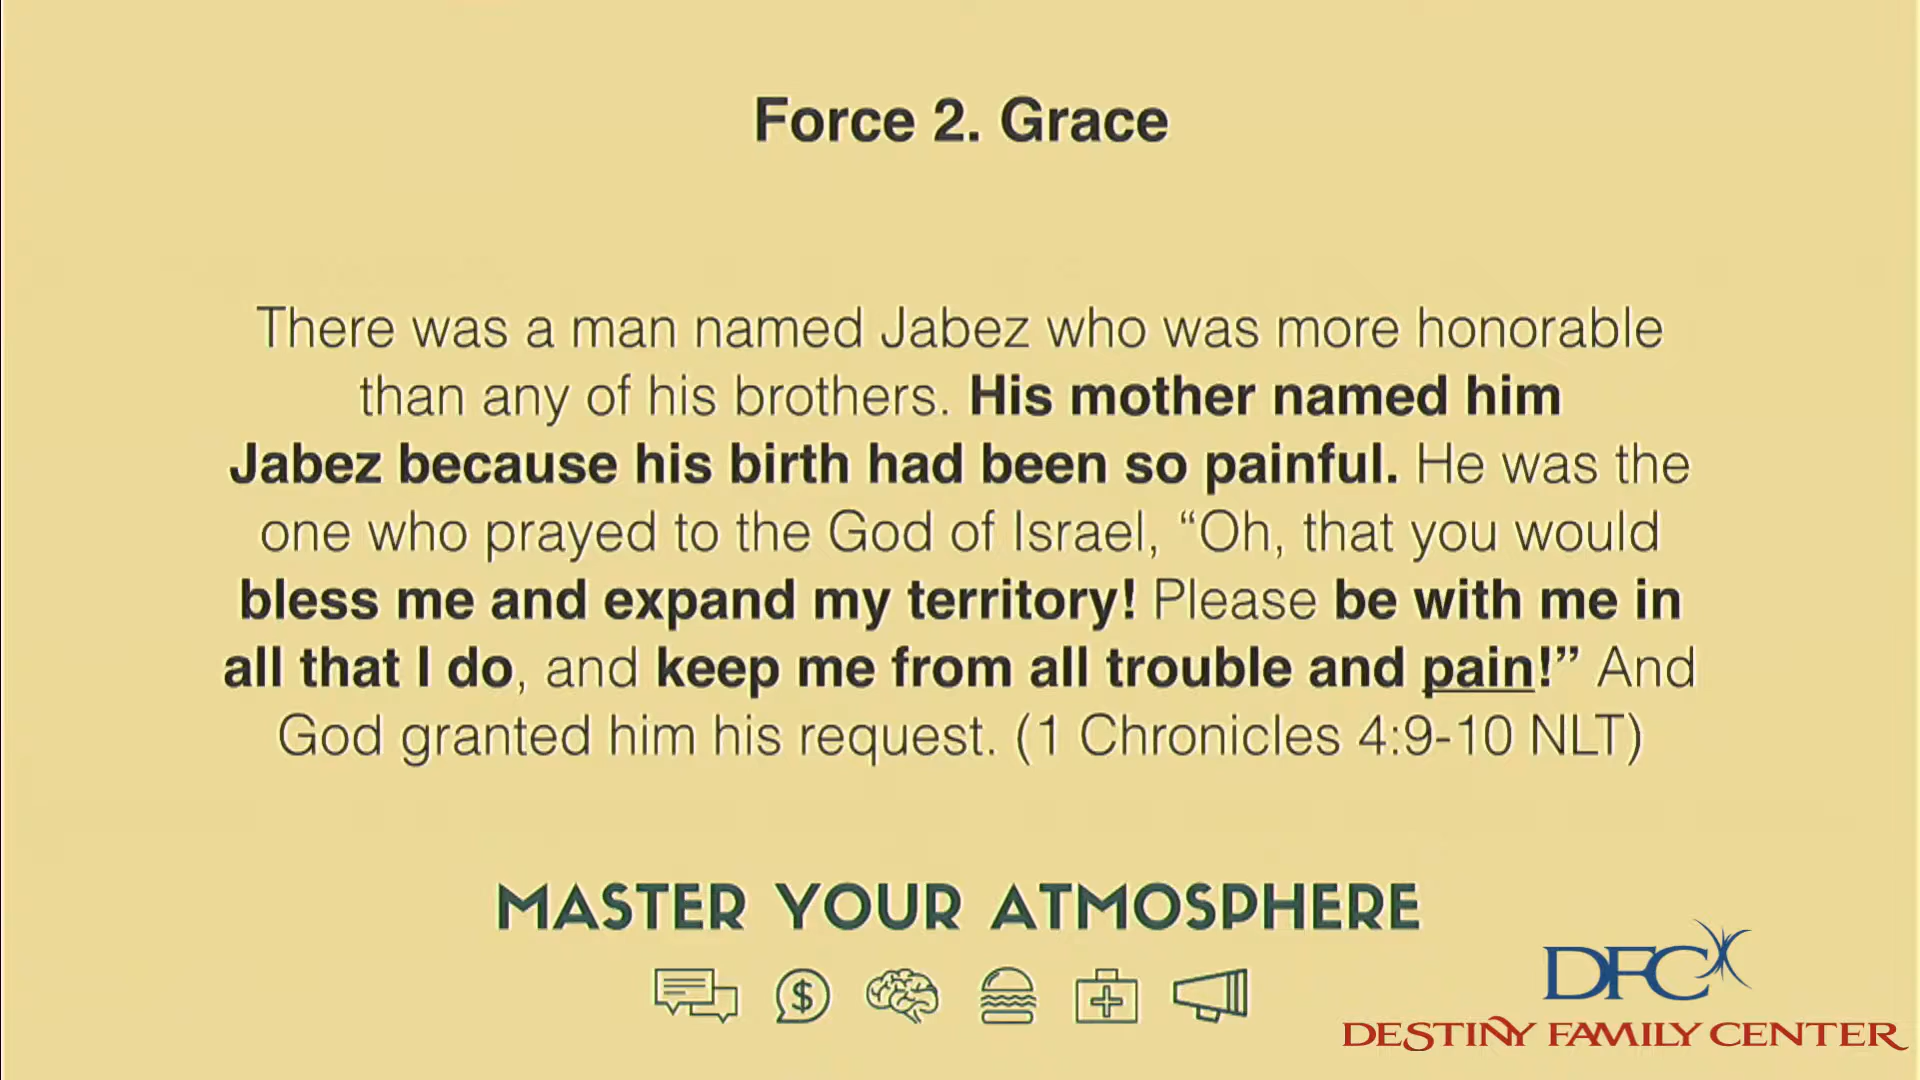 Force 2. Grace
There was a man named Jabez who was more honorable
than any of his brothers. His mother named him
Jabez because his birth had been so painful. He was the
one who prayed to the God of Israel, “Oh, that you would
bless me and expand my territory! Please be with me in
all that I do, and keep me from all trouble and pain!” And
God granted him his request. (1 Chronicles 4:9-10 NLT)
MASTER YOUR ATMOSPHERE
$
DFC
DESTINY FAMILY CENTER